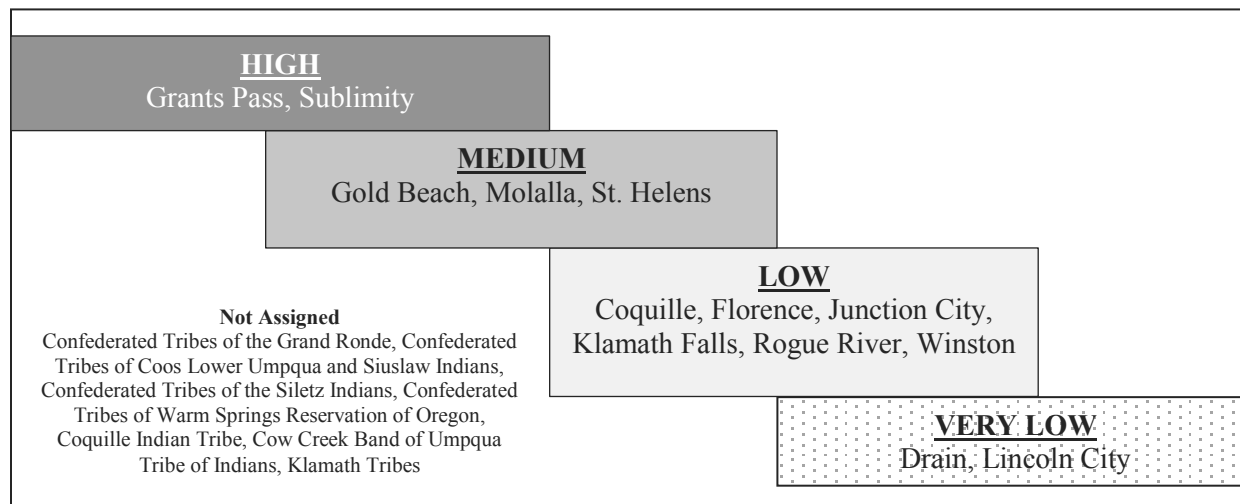 HIGH
Grants Pass, Sublimity
MEDIUM
Gold Beach, Molalla, St. Helens
LOW
Coquille, Florence, Junction City,
Klamath Falls, Rogue River, Winston
Not Assigned
Confederated Tribes of the Grand Ronde, Confederated
Tribes of Coos Lower Umpqua and Siuslaw Indians,
Confederated Tribes of the Siletz Indians, Confederated
Tribes of Warm Springs Reservation of Oregon,
Coquille Indian Tribe, Cow Creek Band of Umpqua
Tribe of Indians, Klamath Tribes
VERY LOW
Drain, Lincoln City